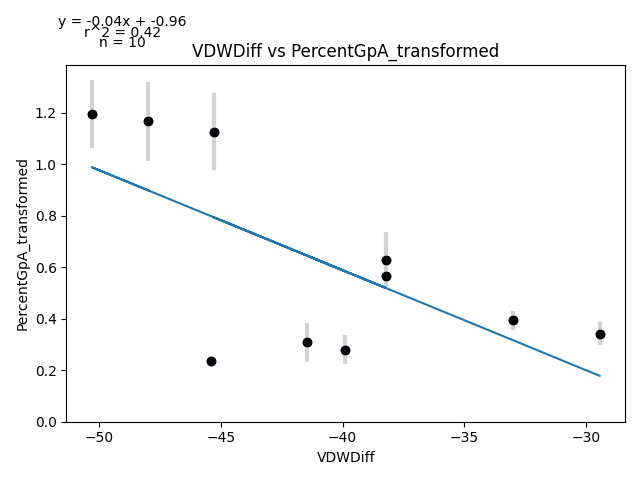 y = -0.04x + -0.96
r^2 = 0.42
n = 10
VDWDiff vs PercentGpA_transformed
PercentGpA_transformed
1.2
1.0
0.8
0.6
0.4
0.2
0.0
−50
−45
−40
−35
−30
VDWDiff